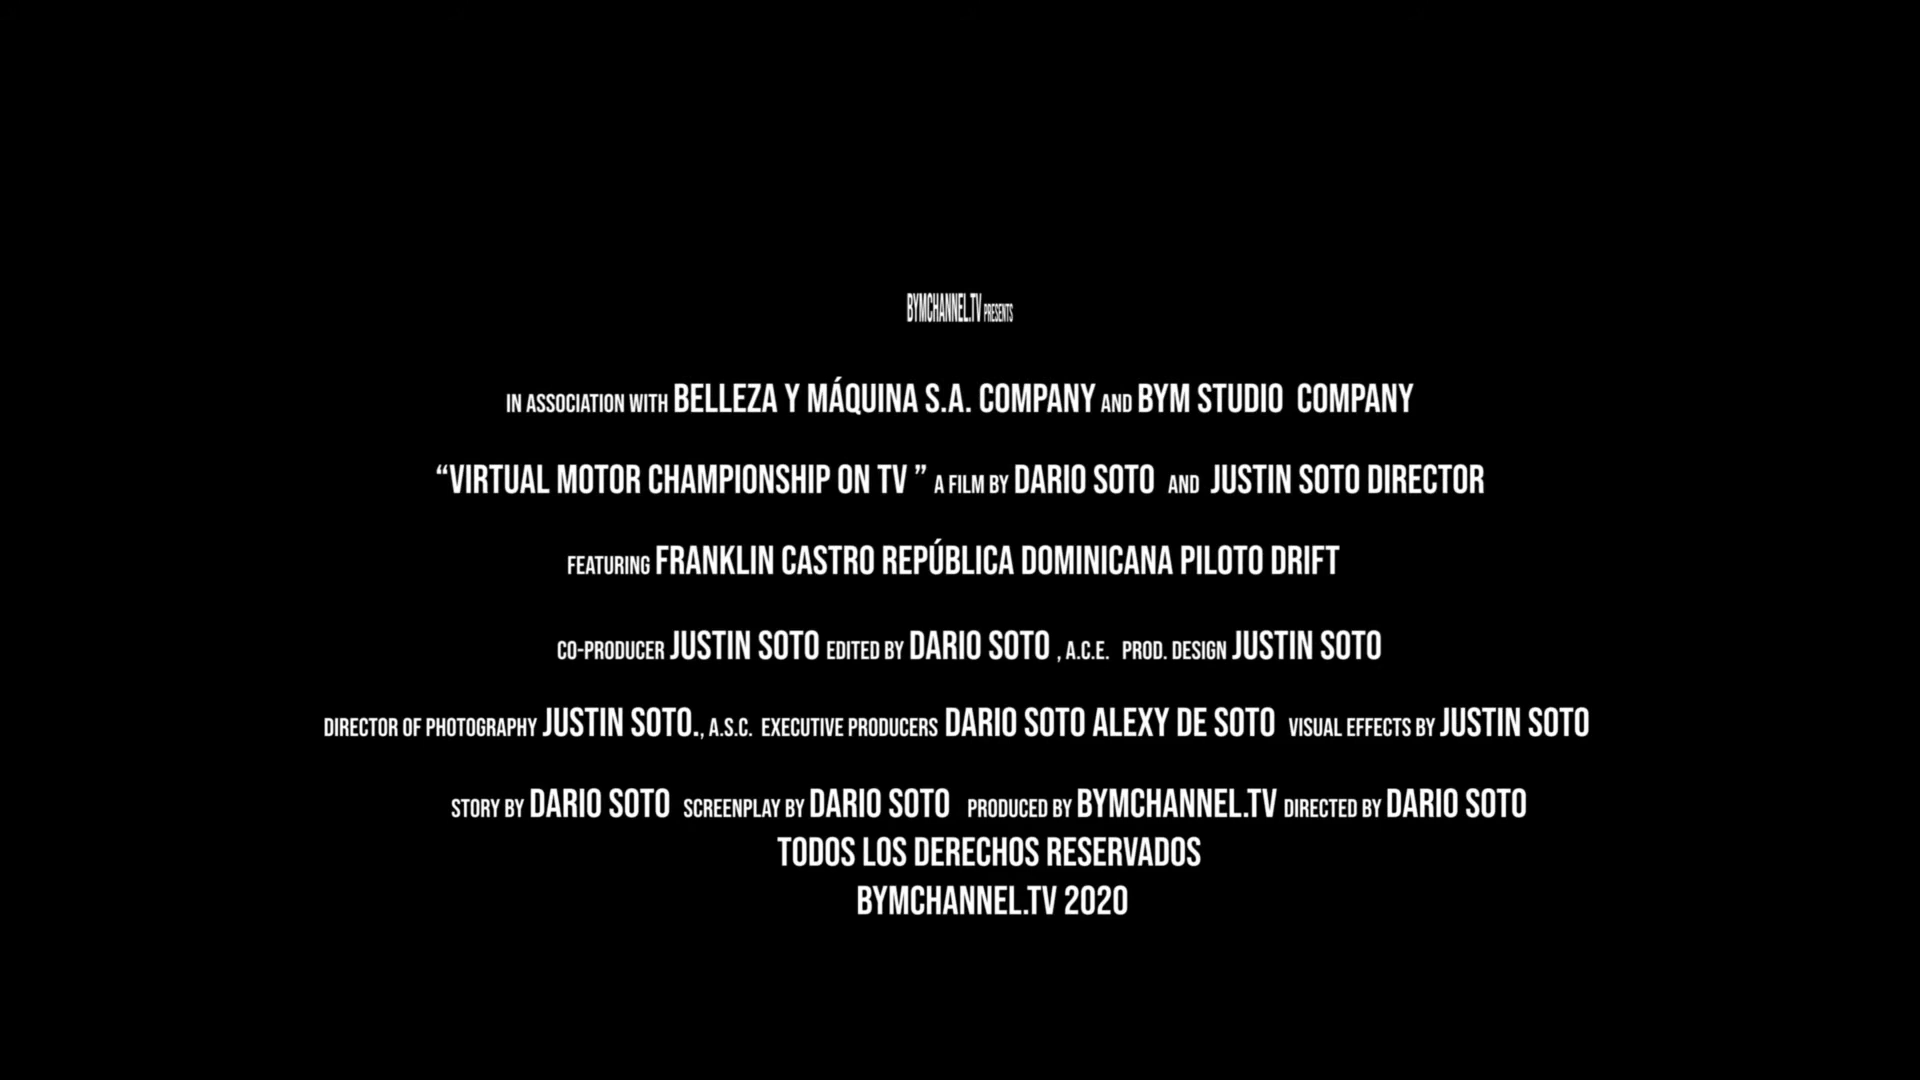 BYMCHANNEL.TV PRESENTS
IN ASSOCIATION WITH BELLEZA Y MÁQUINA S.A. COMPANY AND BYM STUDIO COMPANY
“VIRTUAL MOTOR CHAMPIONSHIP ON TV ” A FILM BY DARIO SOTO AND JUSTIN SOTO DIRECTOR
FEATURING FRANKLIN CASTRO REPÚBLICA DOMINICANA PILOTO DRIFT
CO-PRODUCER JUSTIN SOTO EDITED BY DARIO SOTO , A.C.E. PROD. DESIGN JUSTIN SOTO
DIRECTOR OF PHOTOGRAPHY JUSTIN SOTO., A.S.C. EXECUTIVE PRODUCERS DARIO SOTO ALEXY DE SOTO VISUAL EFFECTS BY JUSTIN SOTO
STORY BY DARIO SOTO SCREENPLAY BY DARIO SOTO PRODUCED BY BYMCHANNEL.TV DIRECTED BY DARIO SOTO
TODOS LOS DERECHOS RESERVADOS
BYMCHANNEL.TV 2020